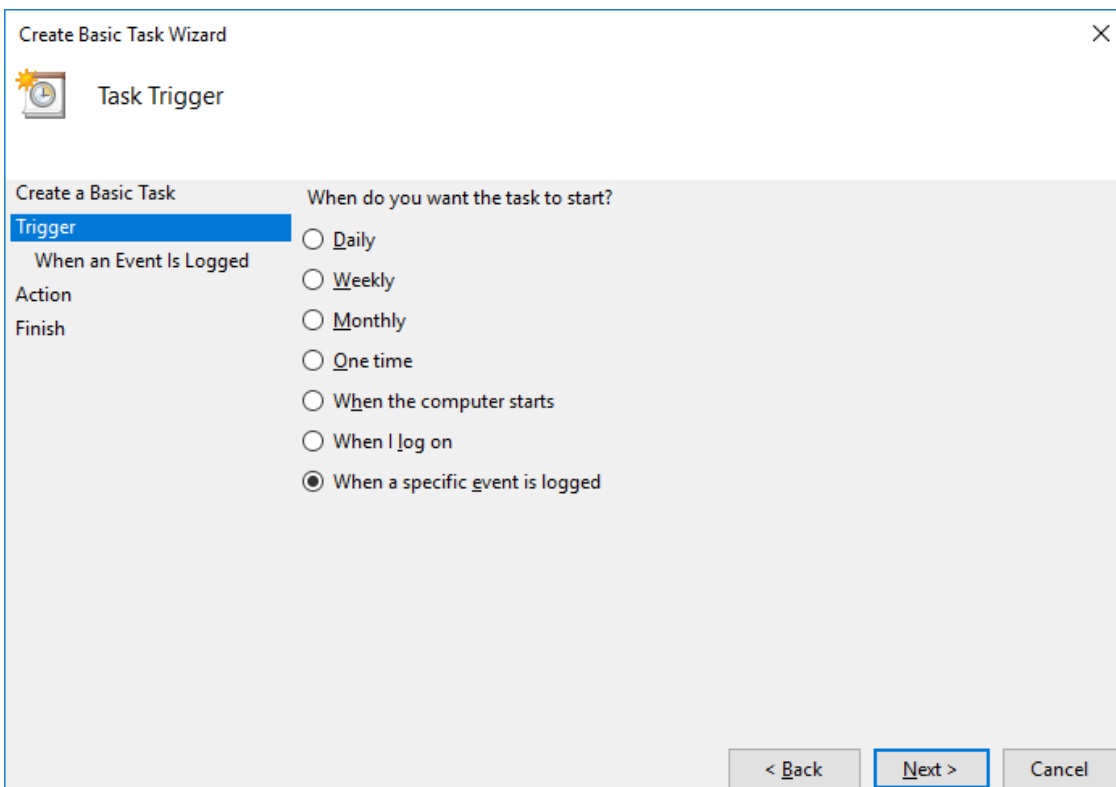 Create Basic Task Wizard
Task Trigger
Create a Basic Task
Trigger
When an Event Is Logged
Action
Finish
When do you want the task to start?
Daily
Weekly
Monthly
One time
When the computer starts
When I log on
When a specific event is logged
< Back
Next >
Cancel